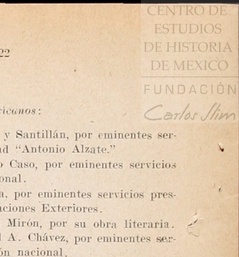 CENTRO DE
ESTUDIOS
DE HISTORIA
DE MEXICO
FUNDACIÓN
Carlos Slim
22
ricanos:
y Santillán, por eminentes ser-
d "Antonio Alzate."
o Caso, por eminentes servicios
onal.
a, por eminentes servicios pres-
aciones Exteriores.
Mirón, por su obra literaria.
l A. Chávez, por eminentes ser-
ón nacional.